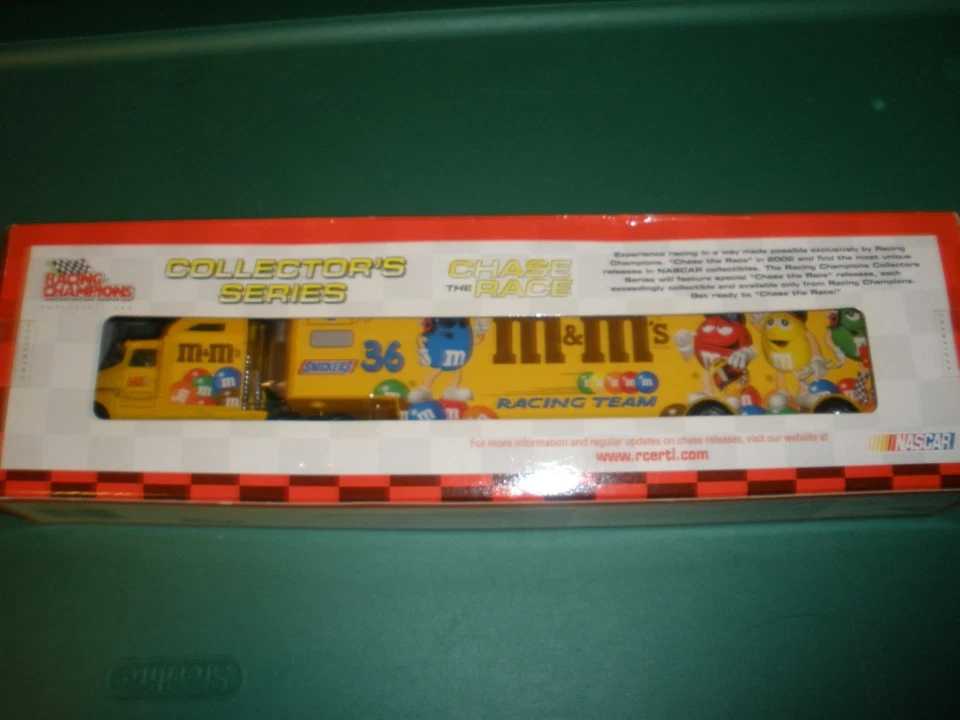 RACING
CHAMPIONS
COLLECTOR'S
SERIES
CHASE
THE RACE
Experience racing in a way made possible exclusively by Racing
Champions. "Chase the Race" in 2002 and find the most unique
releases in NASCAR collectibles. The Racing Champions Collectors
Series will feature special "Chase the Race" releases, each
exceedingly collectible and available only from Racing Champions.
Get ready to "Chase the Race!"
m&m's
SNICKERS
36
m&m's
RACING TEAM
For more information and regular updates on chase releases, visit our website at
www.rcertl.com
NASCAR
Sterilite